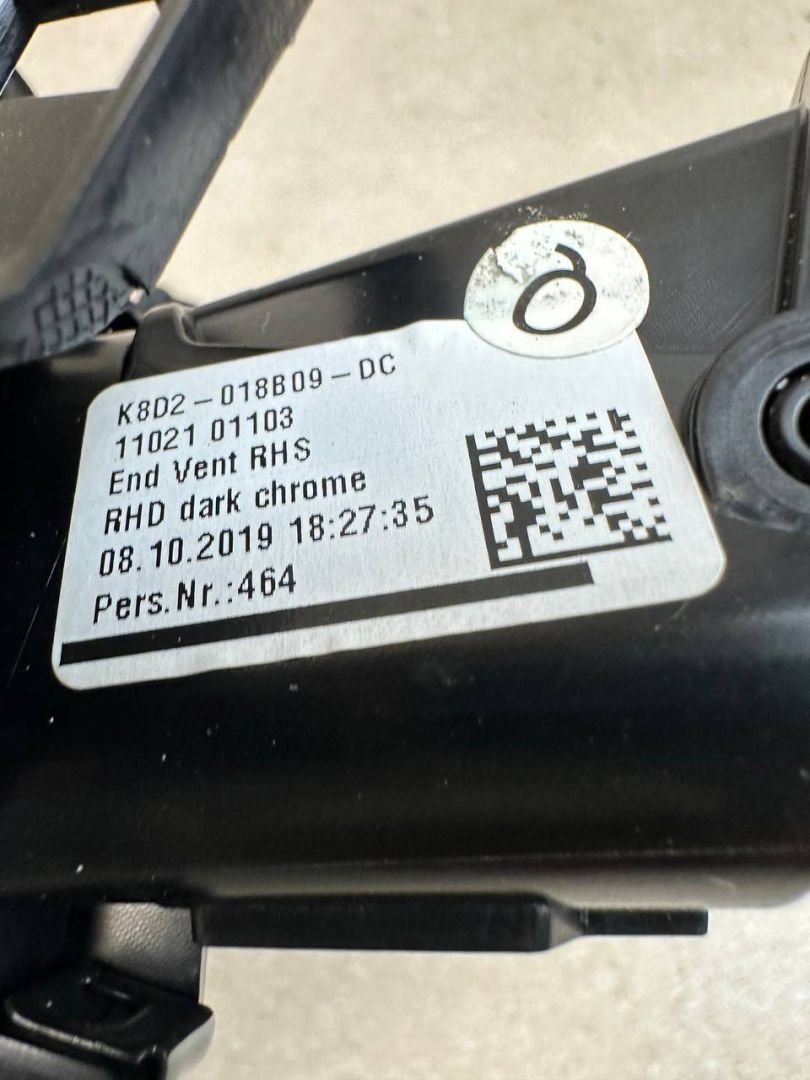 K8D2-018B09-DC
11021 01103
End Vent RHS
RHD dark chrome
08.10.2019 18:27:35
Pers.Nr.:464